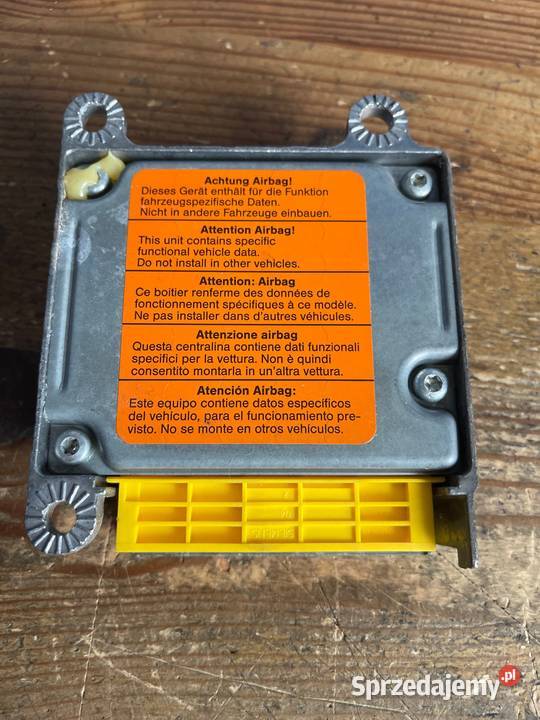 Achtung Airbag!
Dieses Gerät enthält für die Funktion
fahrzeugspezifische Daten.
Nicht in andere Fahrzeuge einbauen.
Attention Airbag!
This unit contains specific
functional vehicle data.
Do not install in other vehicles.
Attention: Airbag
Ce boitier renferme des données de
fonctionnement spécifiques à ce modèle.
Ne pas installer dans d'autres véhicules.
Attenzione airbag
Questa centralina contiene dati funzionali
specifici per la vettura. Non è quindi
consentito montarla in un'altra vettura.
Atención Airbag:
Este equipo contiene datos específicos
del vehículo, para el funcionamiento pre-
visto. No se monte en otros vehículos.
Sprzedajemy.pl